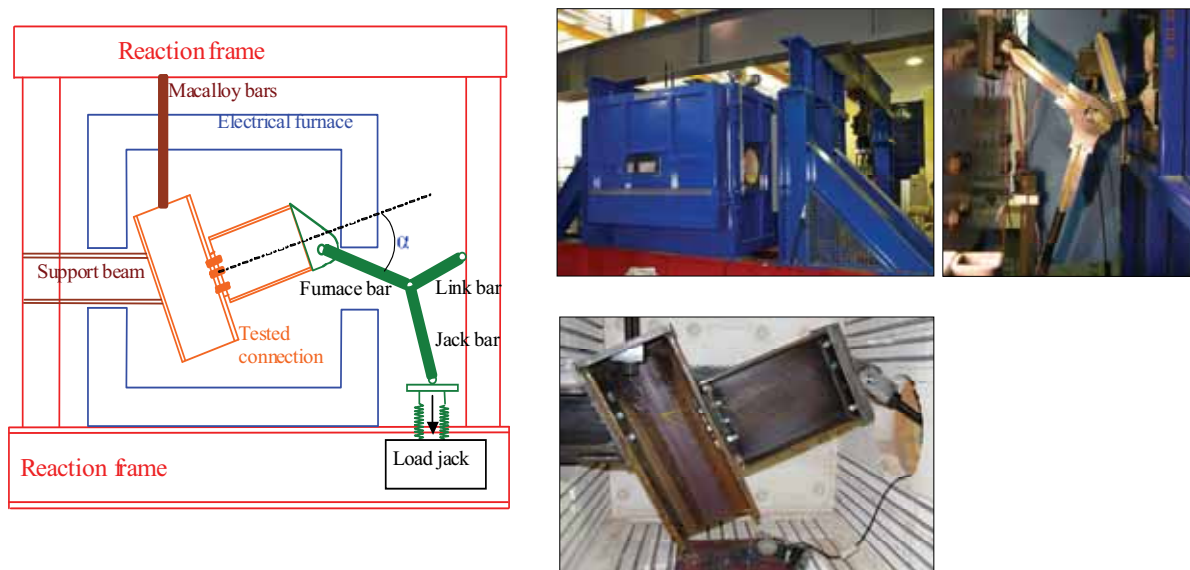 Reaction frame
Macalloy bars
Electrical furnace
α
Support beam
Furnace bar
Link bar
Tested
connection
Jack bar
Load jack
Reaction frame